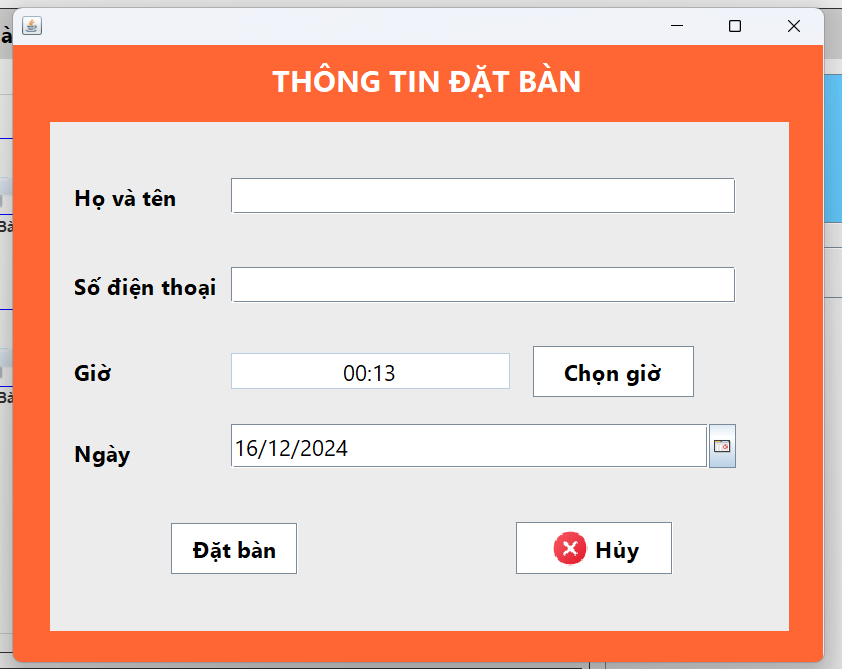 THÔNG TIN ĐẶT BÀN
Họ và tên
Số điện thoại
Giờ 00:13 Chọn giờ
Ngày 16/12/2024
Đặt bàn Hủy